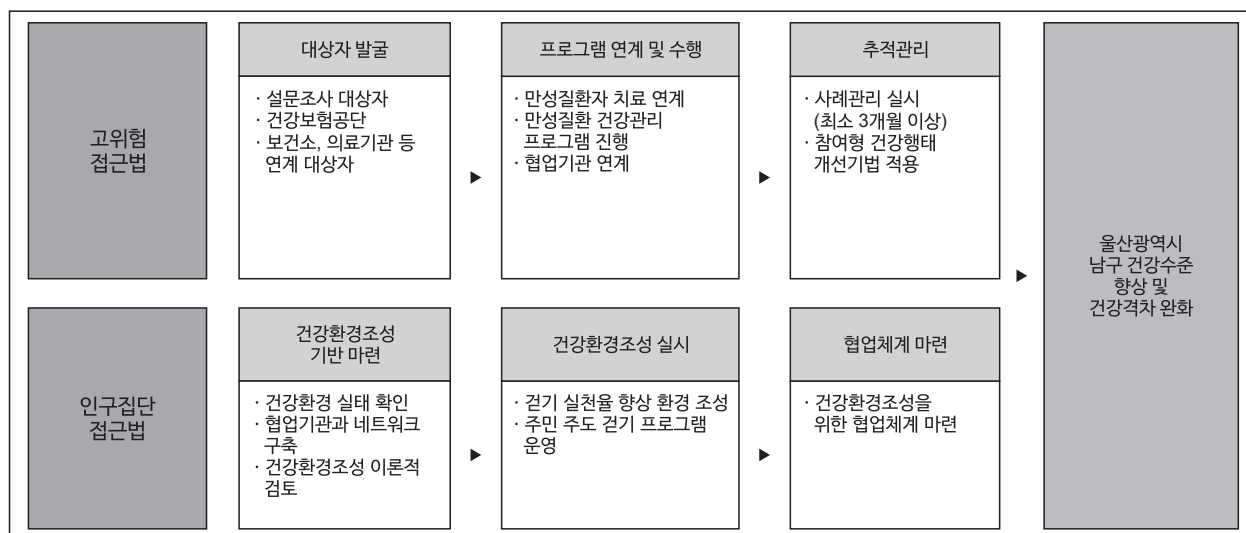 고위험
접근법
대상자 발굴
· 설문조사 대상자
· 건강보험공단
· 보건소, 의료기관 등
연계 대상자
▶
프로그램 연계 및 수행
· 만성질환자 치료 연계
· 만성질환 건강관리
프로그램 진행
· 협업기관 연계
▶
추적관리
· 사례관리 실시
(최소 3개월 이상)
· 참여형 건강행태
개선기법 적용
인구집단
접근법
건강환경조성
기반 마련
· 건강환경 실태 확인
· 협업기관과 네트워크
구축
· 건강환경조성 이론적
검토
▶
건강환경조성 실시
· 걷기 실천율 향상 환경 조성
· 주민 주도 걷기 프로그램
운영
▶
협업체계 마련
· 건강환경조성을
위한 협업체계 마련
▶
울산광역시
남구 건강수준
향상 및
건강격차 완화